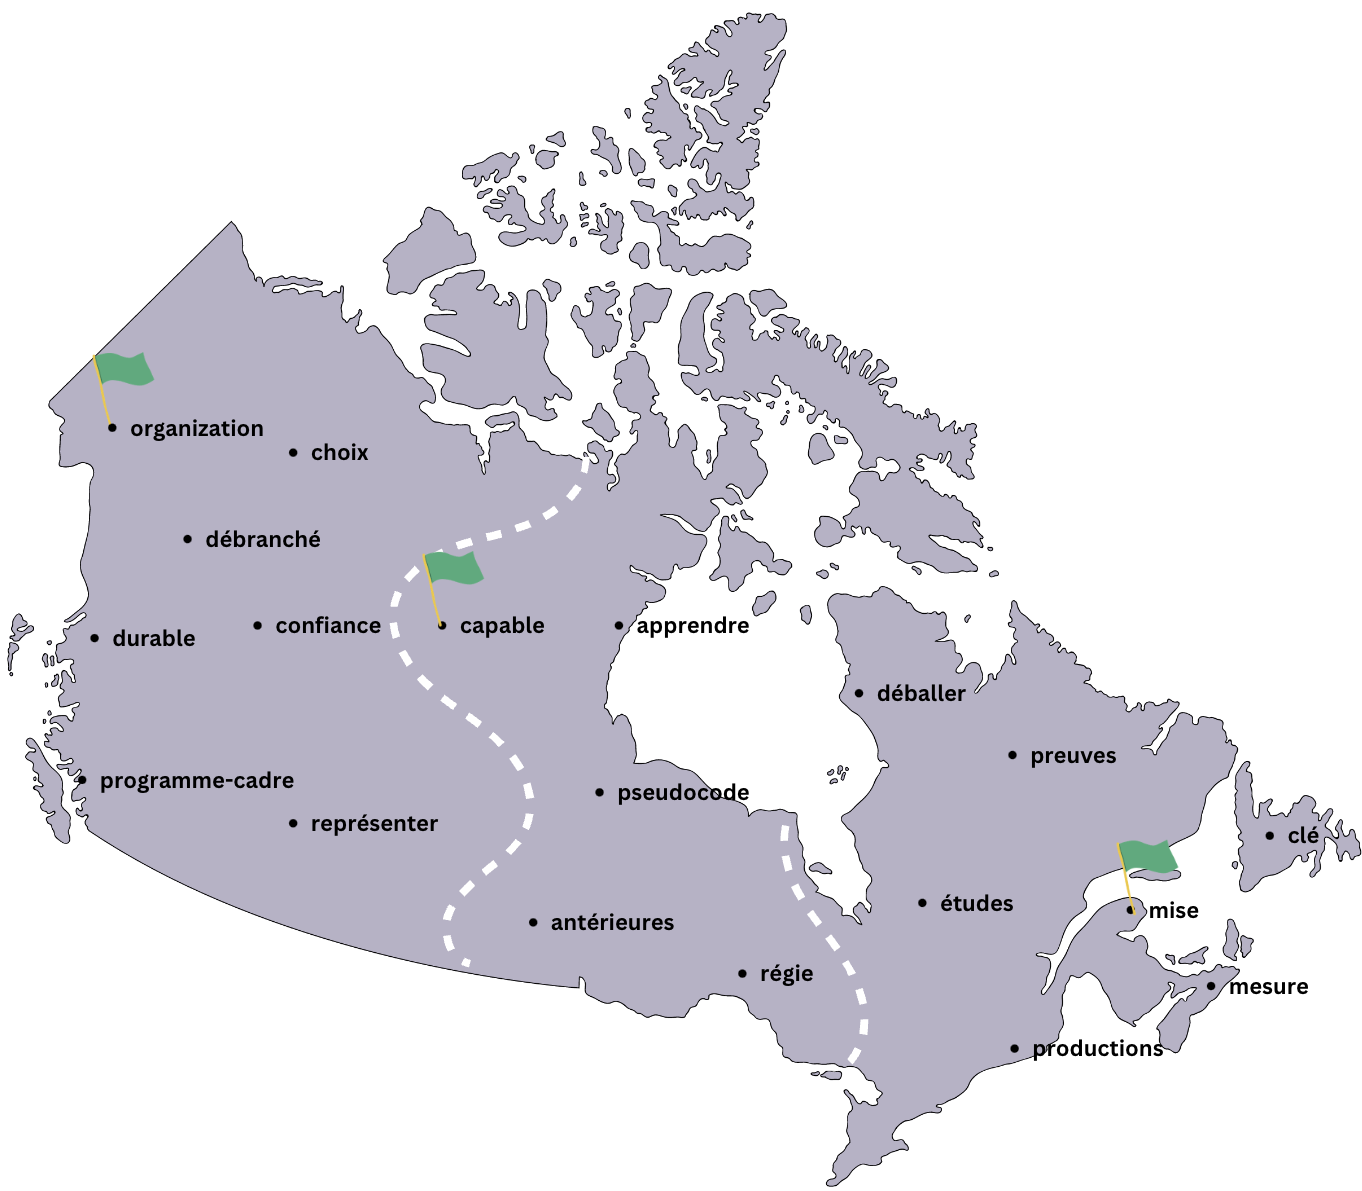 organization
choix
débranché
confiance
capable
apprendre
durable
déballer
preuves
programme-cadre
pseudocode
représenter
clé
études
mise
antérieures
régie
mesure
productions